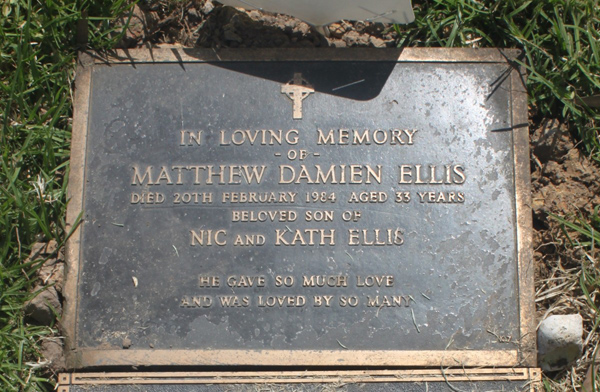 IN LOVING MEMORY
- OF -
MATTHEW DAMIEN ELLIS
DIED 20TH FEBRUARY 1984 AGED 33 YEARS
BELOVED SON OF
NIC AND KATH ELLIS
HE GAVE SO MUCH LOVE
AND WAS LOVED BY SO MANY